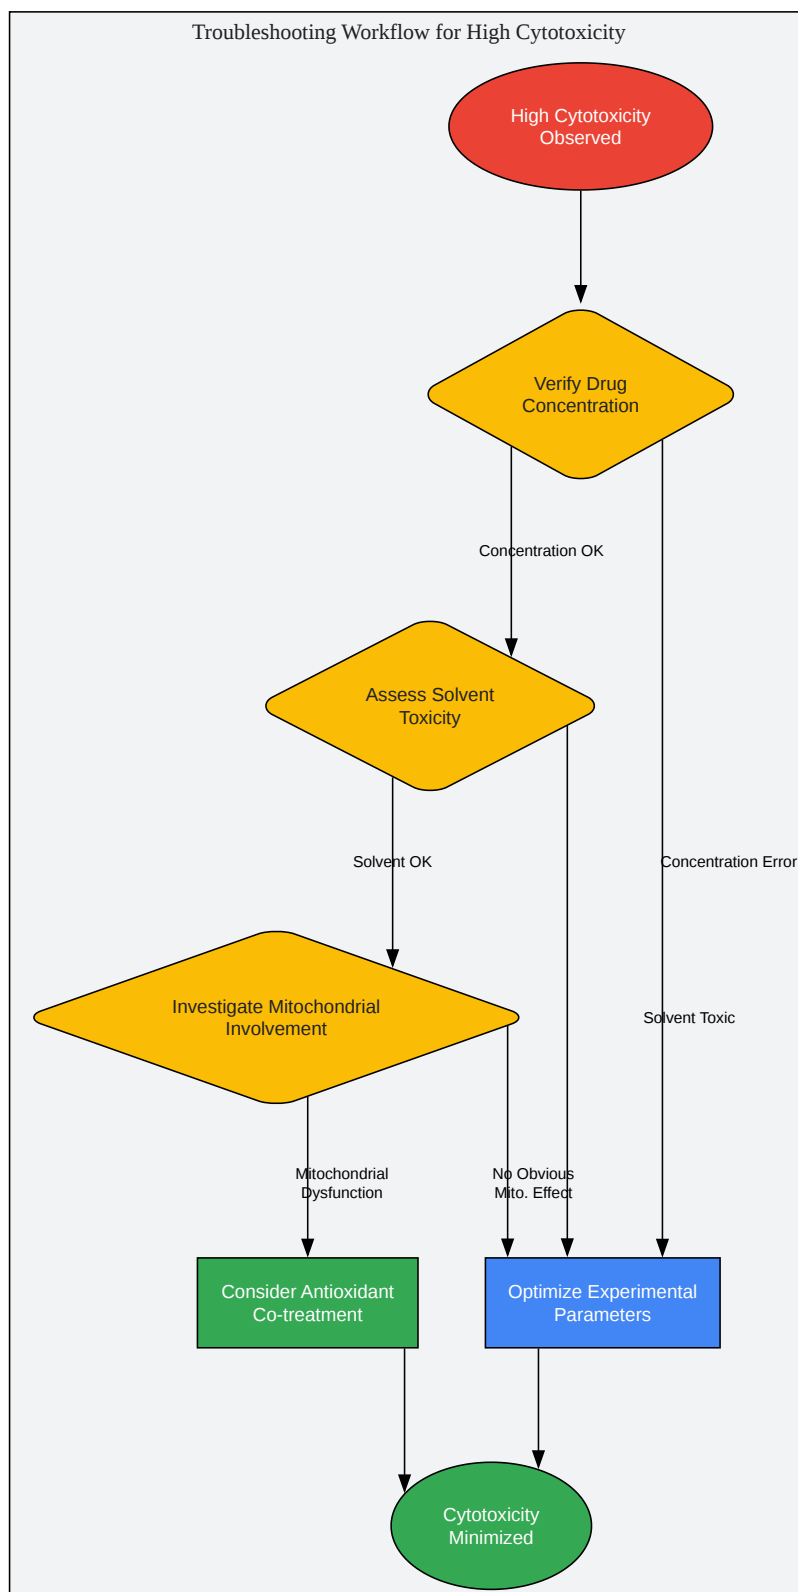 Troubleshooting Workflow for High Cytotoxicity
High Cytotoxicity
Observed
Verify Drug
Concentration
Concentration OK
Assess Solvent
Toxicity
Solvent OK
Concentration Error
Investigate Mitochondrial
Involvement
Solvent Toxic
Mitochondrial
Dysfunction
No Obvious
Mito. Effect
Consider Antioxidant
Co-treatment
Optimize Experimental
Parameters
Cytotoxicity
Minimized